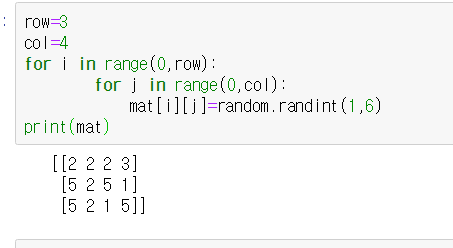 :
row=3
col=4
for i in range(0,row):
        for j in range(0,col):
            mat[i][j]=random.randint(1,6)
print(mat)
[[2 2 2 3]
 [5 2 5 1]
 [5 2 1 5]]